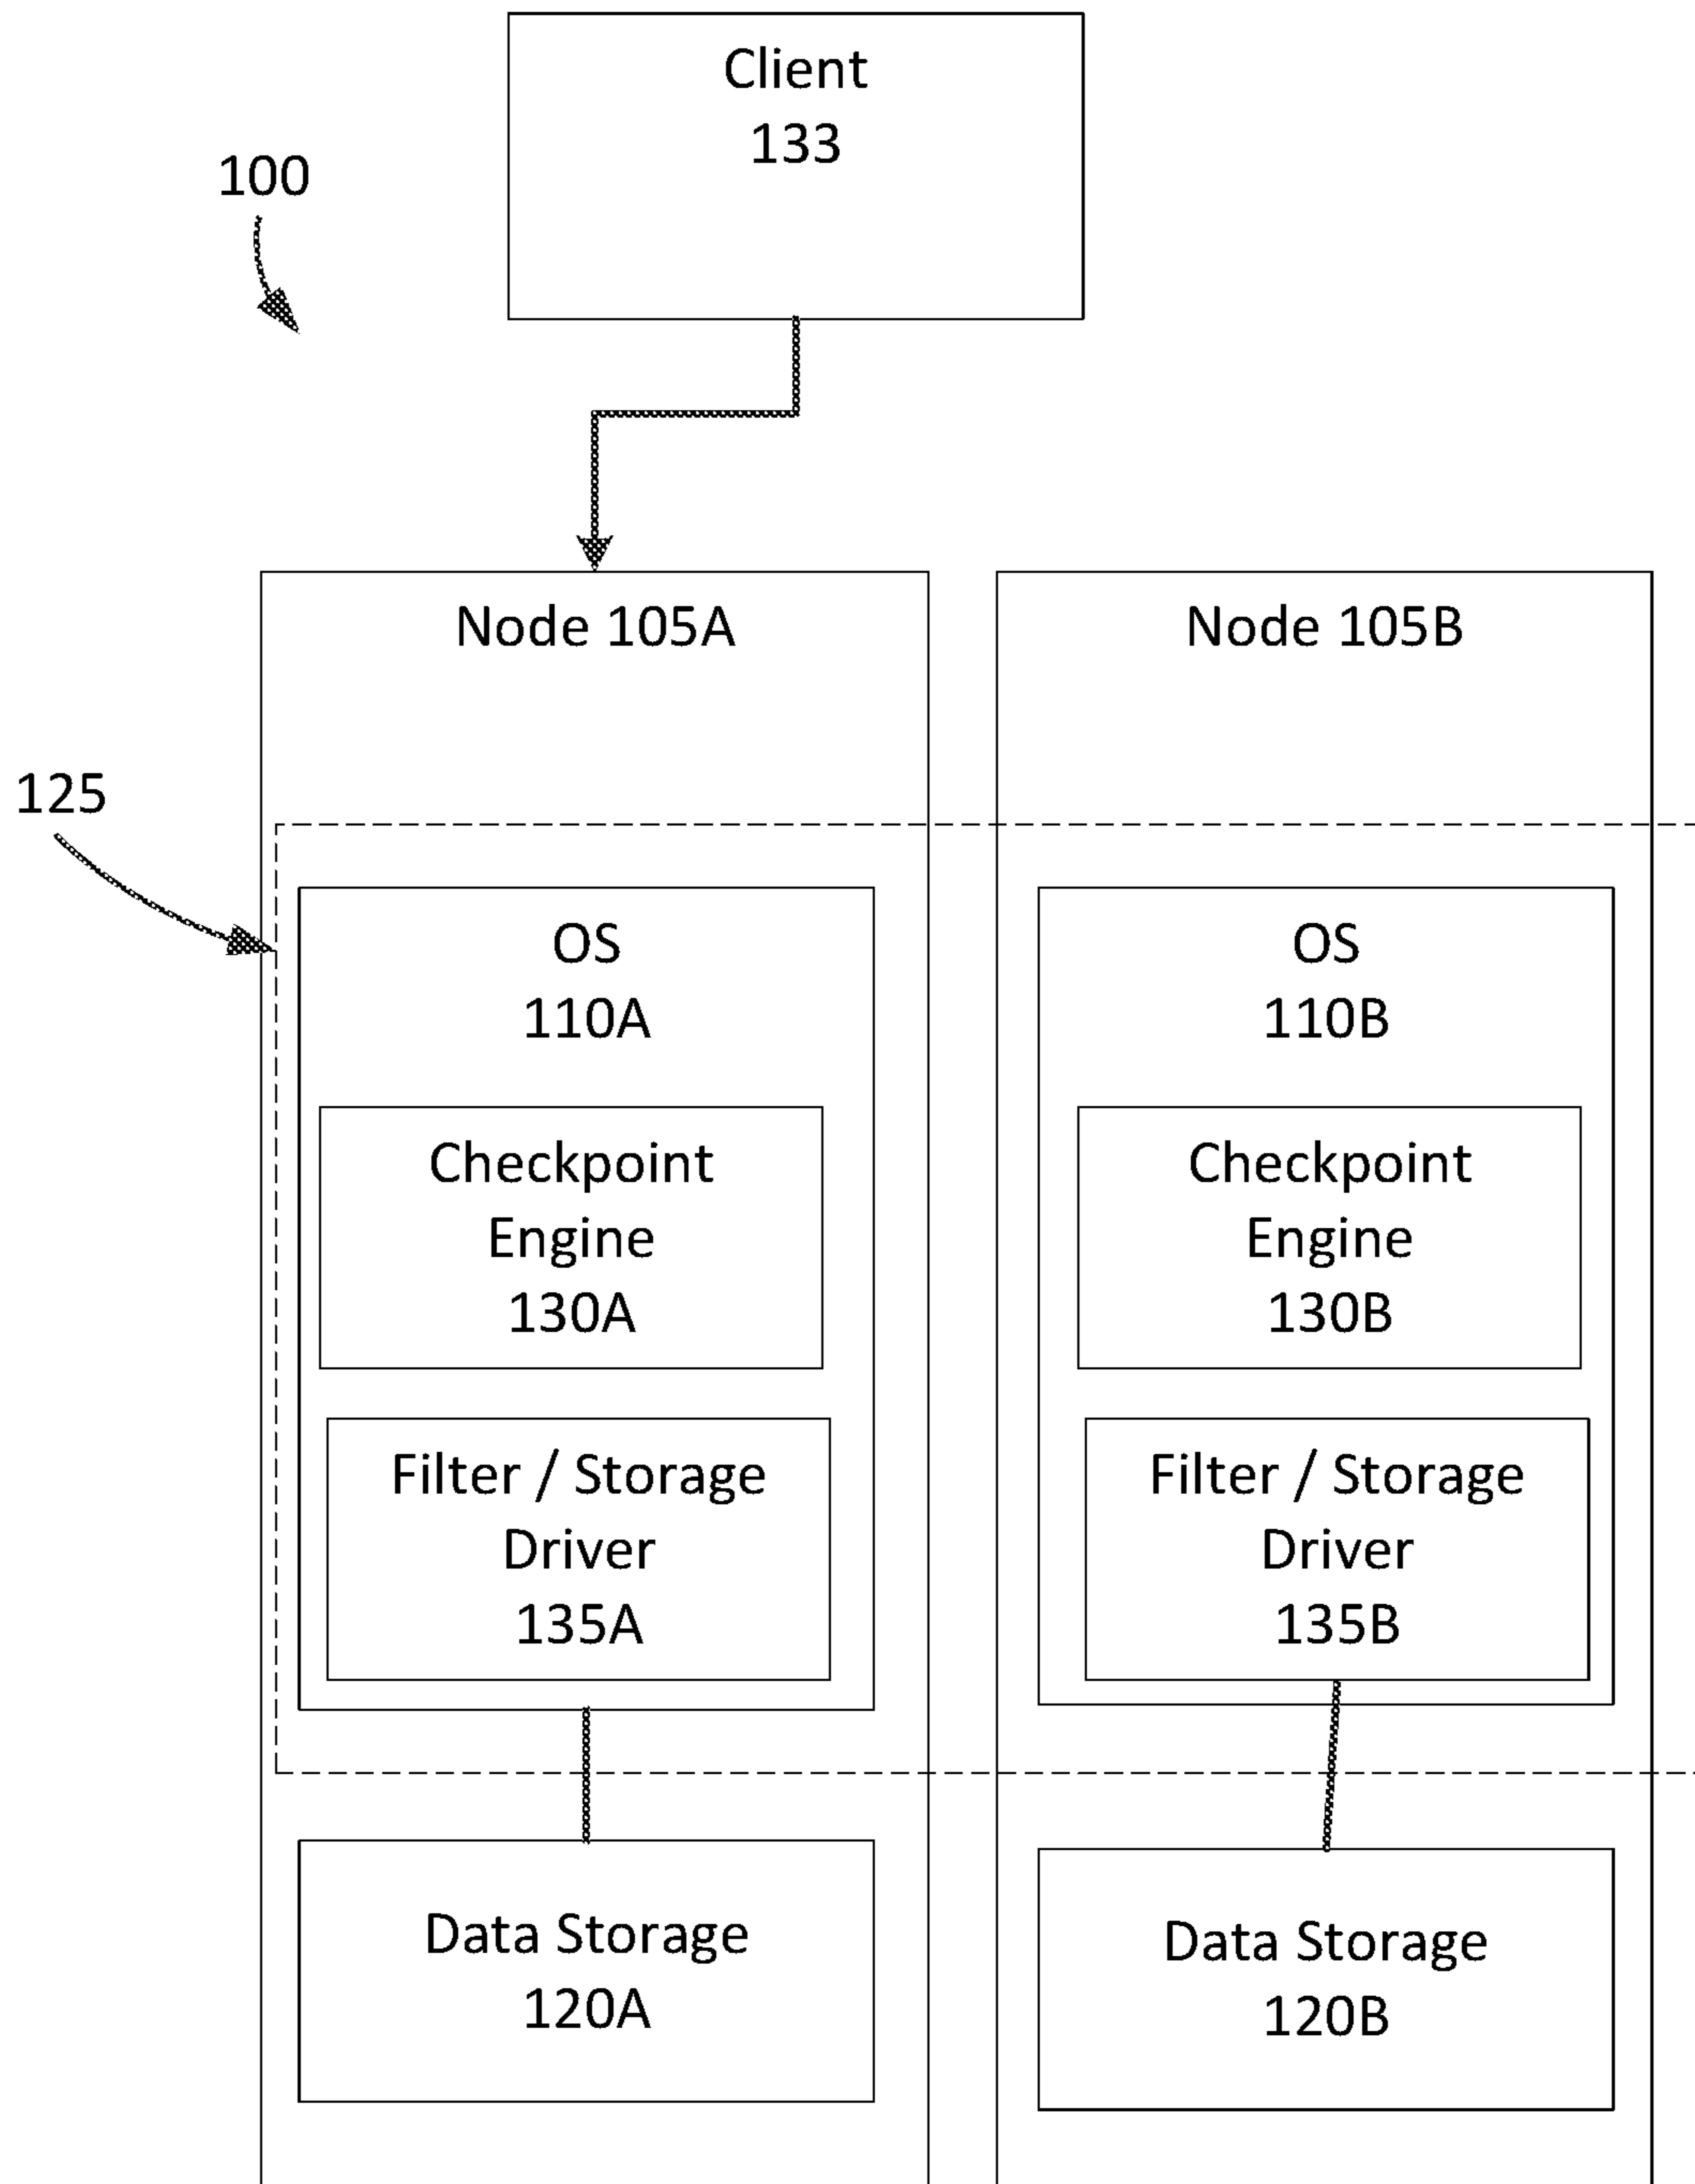 Client
133
100
Node 105A
Node 105B
125
OS
110A
OS
110B
Checkpoint
Engine
130A
Checkpoint
Engine
130B
Filter / Storage
Driver
135A
Filter / Storage
Driver
135B
Data Storage
120A
Data Storage
120B